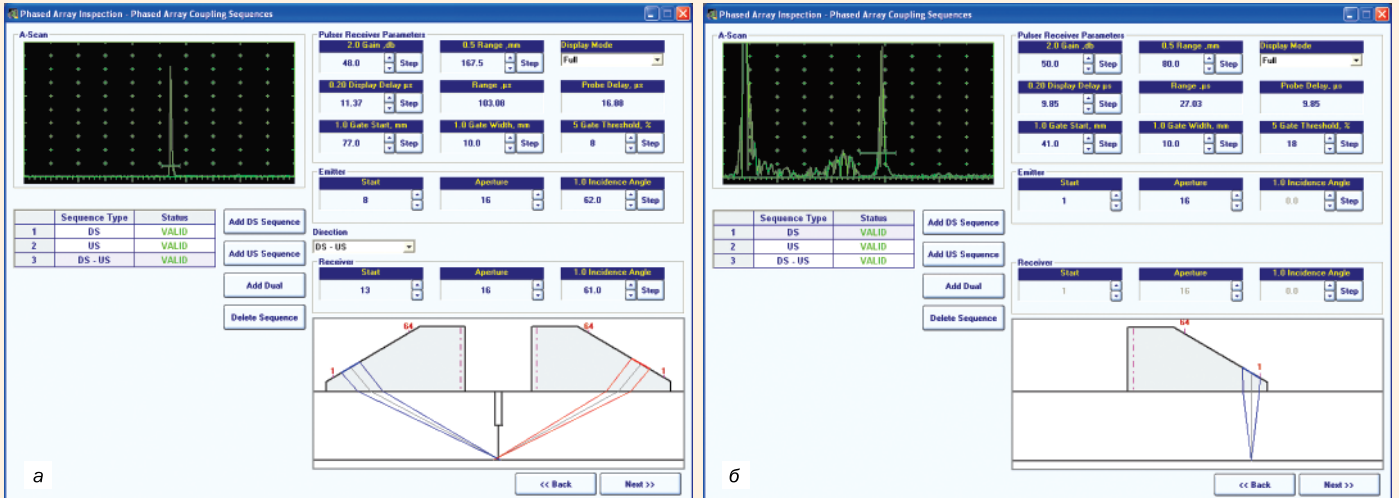 Phased Array Inspection - Phased Array Coupling Sequences
A-Scan
Pulser Receiver Parameters
2.0 Gain ,db
0.5 Range ,mm
Display Mode
48.0
Step
167.5
Step
Full
0.20 Display Delay µs
Range ,µs
Probe Delay, µs
11.37
Step
103.08
16.88
1.0 Gate Start, mm
1.0 Gate Width, mm
5 Gate Threshold, %
77.0
Step
10.0
Step
8
Step
Emitter
Start
Aperture
1.0 Incidence Angle
8
16
62.0
Step
Sequence Type
Status
1
DS
VALID
2
US
VALID
3
DS - US
VALID
Add DS Sequence
Add US Sequence
Add Dual
Delete Sequence
Direction
DS - US
Receiver
Start
Aperture
1.0 Incidence Angle
13
16
61.0
Step
64
64
1
1
а
<< Back
Next >>
Phased Array Inspection - Phased Array Coupling Sequences
A-Scan
Pulser Receiver Parameters
2.0 Gain ,db
0.5 Range ,mm
Display Mode
50.0
Step
80.0
Step
Full
0.20 Display Delay µs
Range ,µs
Probe Delay, µs
9.85
Step
27.03
9.85
1.0 Gate Start, mm
1.0 Gate Width, mm
5 Gate Threshold, %
41.0
Step
10.0
Step
18
Step
Emitter
Start
Aperture
1.0 Incidence Angle
1
16
0.0
Step
Sequence Type
Status
1
DS
VALID
2
US
VALID
3
DS - US
VALID
Add DS Sequence
Add US Sequence
Add Dual
Delete Sequence
Receiver
Start
Aperture
1.0 Incidence Angle
1
16
0.0
Step
64
1
б
<< Back
Next >>